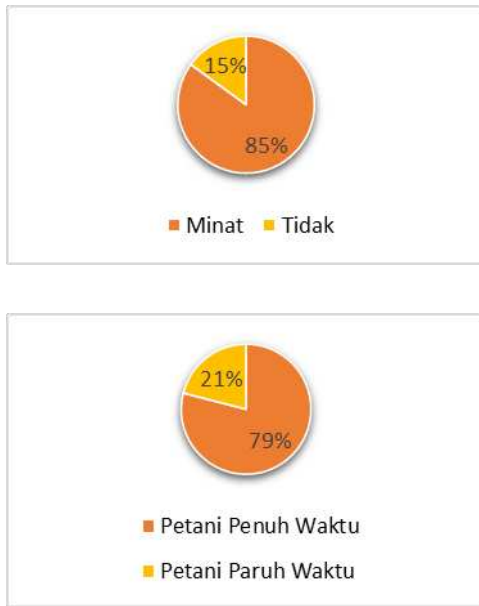 15%
85%
Minat Tidak
21%
79%
Petani Penuh Waktu
Petani Paruh Waktu